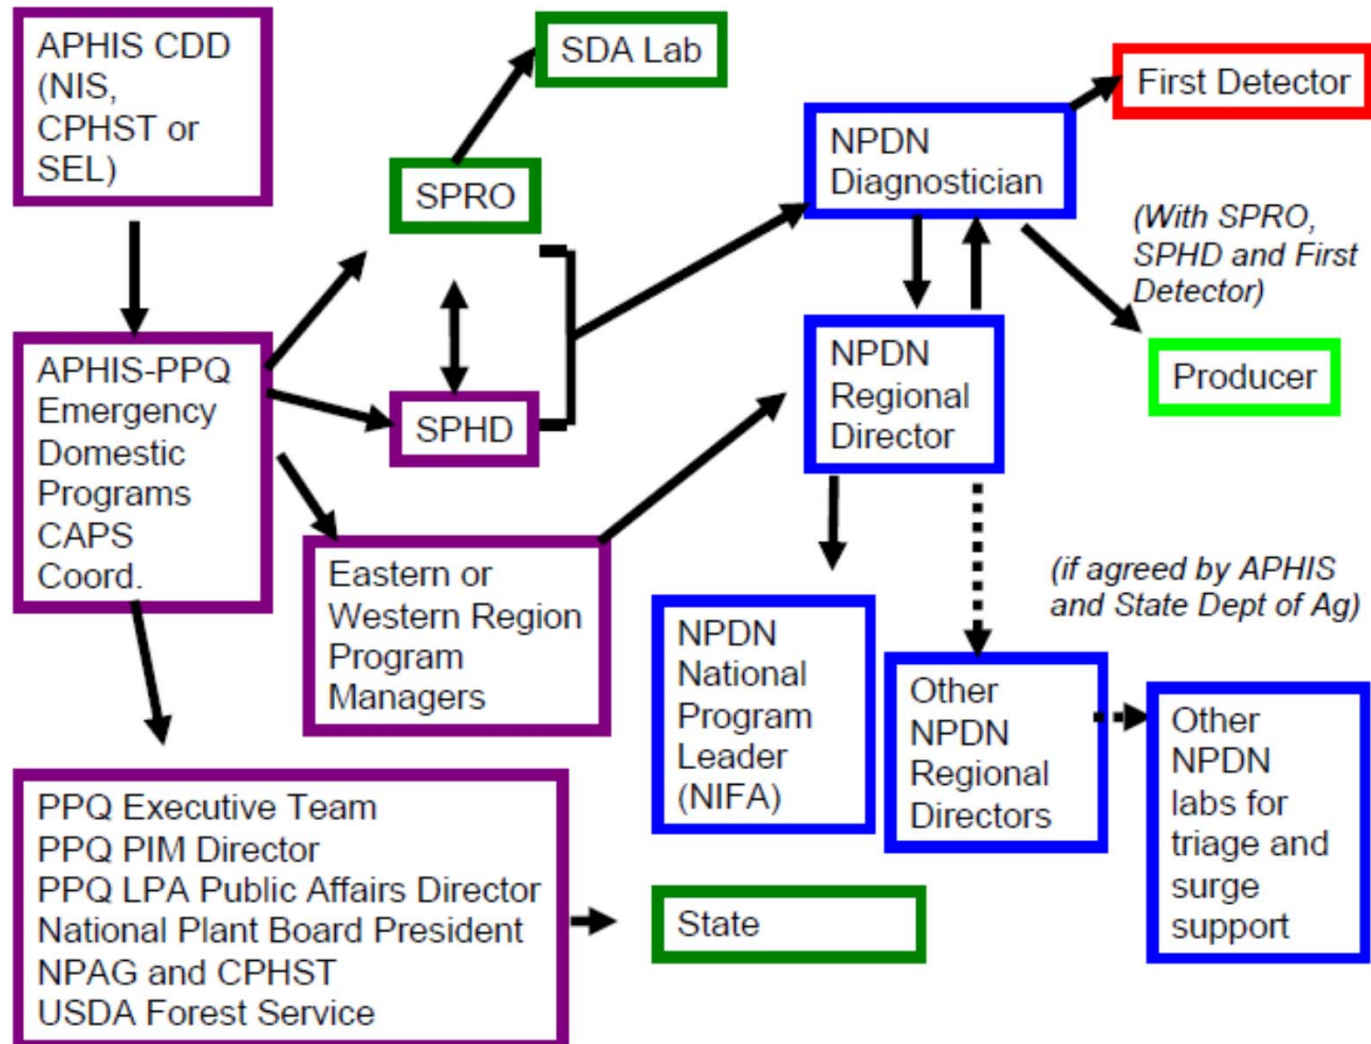 APHIS CDD
(NIS,
CPHST or
SEL)
SDA Lab
SPRO
First Detector
NPDN
Diagnostician
(With SPRO,
SPHD and First
Detector)
APHIS-PPQ
Emergency
Domestic
Programs
CAPS
Coord.
SPHD
NPDN
Regional
Director
Producer
Eastern or
Western Region
Program
Managers
(if agreed by APHIS
and State Dept of Ag)
NPDN
National
Program
Leader
(NIFA)
Other
NPDN
Regional
Directors
Other
NPDN
labs for
triage and
surge
support
PPQ Executive Team
PPQ PIM Director
PPQ LPA Public Affairs Director
National Plant Board President
NPAG and CPHST
USDA Forest Service
State